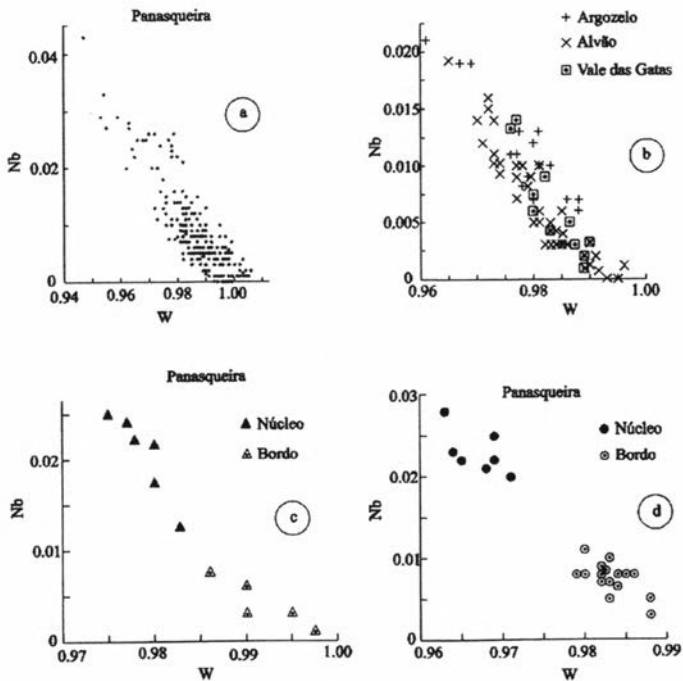 Panasqueira
a
Nb
0.04
0.02
0
0.94
0.96
0.98
1.00
W
+ Argozelo
× Alvão
Vale das Gatas
b
Nb
0.020
0.015
0.010
0.005
0
0.96
0.98
1.00
W
Panasqueira
Núcleo
Bordo
c
Nb
0.02
0.01
0
0.97
0.98
0.99
1.00
W
Panasqueira
Núcleo
Bordo
d
Nb
0.03
0.02
0.01
0
0.96
0.97
0.98
0.99
W